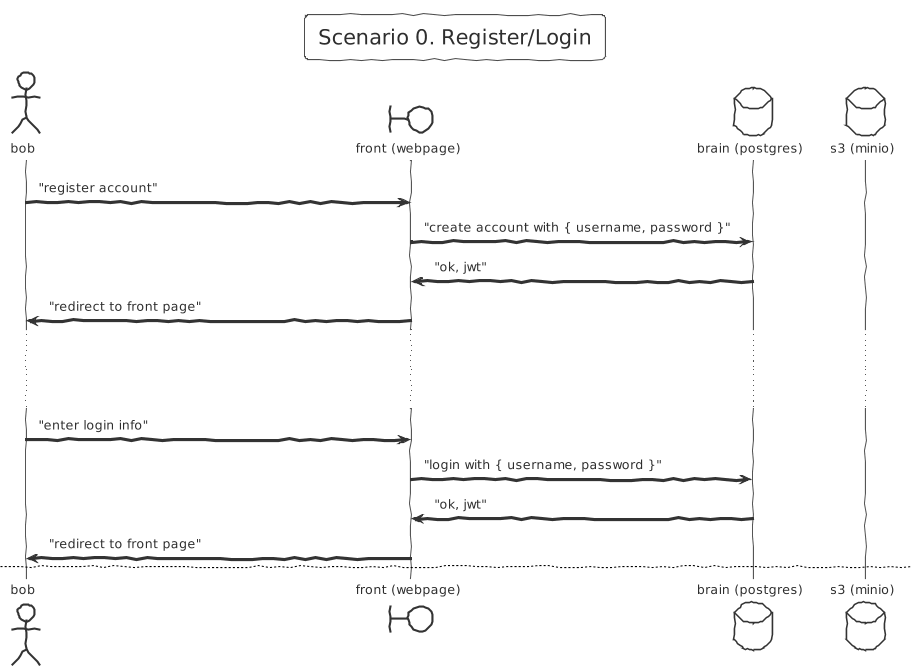 Scenario 0. Register/Login
bob
front (webpage)
brain (postgres)
s3 (minio)
"register account"
"create account with { username, password }"
"ok, jwt"
"redirect to front page"
"enter login info"
"login with { username, password }"
"ok, jwt"
"redirect to front page"
bob
front (webpage)
brain (postgres)
s3 (minio)